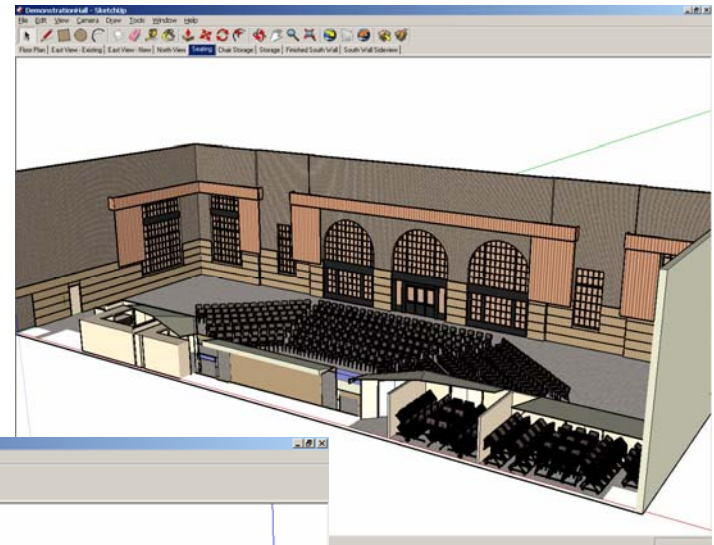 DemonstrationHall - SketchUp
File Edit View Camera Draw Tools Window Help
Floor Plan East View - Existing East View - New North View Seating Chair Storage Storage Finished South Wall South Wall Sideview